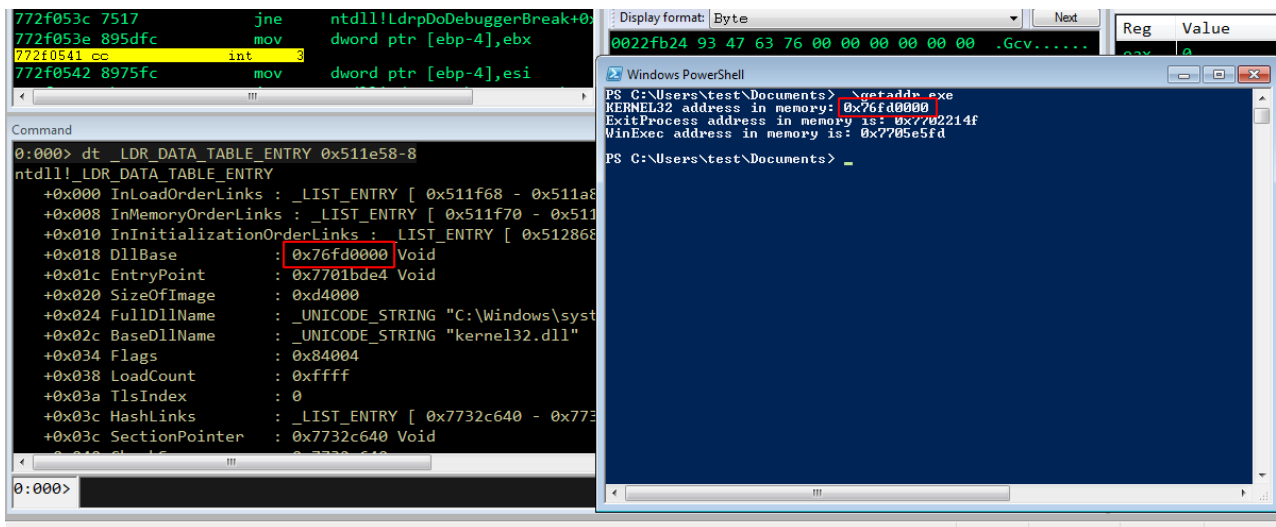 772f053c 7517 jne ntdll!LdrpDoDebuggerBreak+0x
772f053e 895dfc mov dword ptr [ebp-4],ebx
772f0541 cc int 3
772f0542 8975fc mov dword ptr [ebp-4],esi
Command
0:000> dt _LDR_DATA_TABLE_ENTRY 0x511e58-8
ntdll!_LDR_DATA_TABLE_ENTRY
+0x000 InLoadOrderLinks : _LIST_ENTRY [ 0x511f68 - 0x511a8
+0x008 InMemoryOrderLinks : _LIST_ENTRY [ 0x511f70 - 0x511
+0x010 InInitializationOrderLinks : _LIST_ENTRY [ 0x512868
+0x018 DllBase : 0x76fd0000 Void
+0x01c EntryPoint : 0x7701bde4 Void
+0x020 SizeOfImage : 0xd4000
+0x024 FullDllName : _UNICODE_STRING "C:\Windows\syst
+0x02c BaseDllName : _UNICODE_STRING "kernel32.dll"
+0x034 Flags : 0x84004
+0x038 LoadCount : 0xffff
+0x03a TlsIndex : 0
+0x03c HashLinks : _LIST_ENTRY [ 0x7732c640 - 0x773
+0x03c SectionPointer : 0x7732c640 Void
0:000>
Display format: Byte Next
0022fb24 93 47 63 76 00 00 00 00 00 00 .Gcv......
Reg Value
eax 0
Windows PowerShell
PS C:\Users\test\Documents> .\getaddr.exe
KERNEL32 address in memory: 0x76fd0000
ExitProcess address in memory is: 0x7702214f
WinExec address in memory is: 0x7705e5fd
PS C:\Users\test\Documents> _